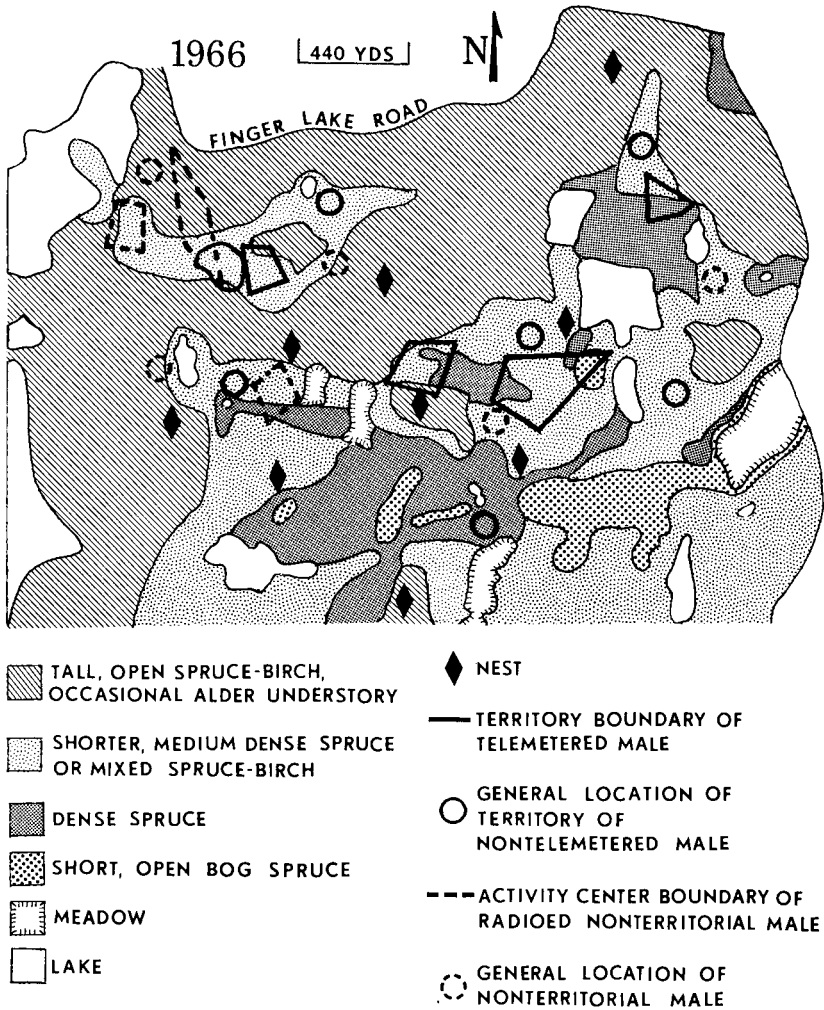 1966
440 YDS
N
FINGER LAKE ROAD
TALL, OPEN SPRUCE-BIRCH,
OCCASIONAL ALDER UNDERSTORY
SHORTER, MEDIUM DENSE SPRUCE
OR MIXED SPRUCE-BIRCH
DENSE SPRUCE
SHORT, OPEN BOG SPRUCE
MEADOW
LAKE
NEST
TERRITORY BOUNDARY OF
TELEMETERED MALE
GENERAL LOCATION OF
TERRITORY OF
NONTELEMETERED MALE
ACTIVITY CENTER BOUNDARY OF
RADIOED NONTERRITORIAL MALE
GENERAL LOCATION OF
NONTERRITORIAL MALE